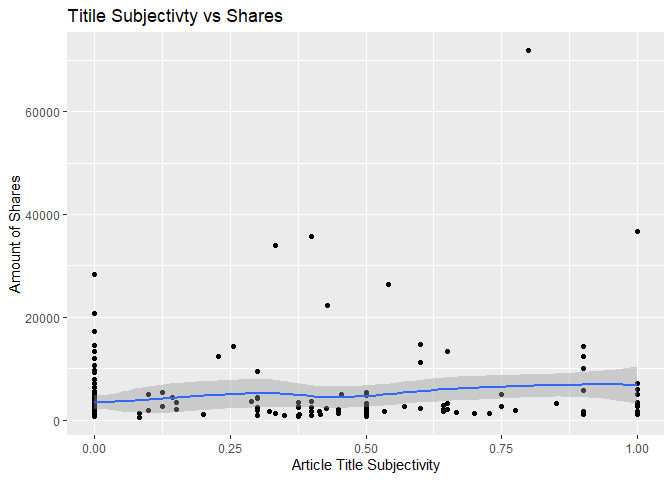 Titile Subjectivty vs Shares
Amount of Shares
60000
40000
20000
0
0.00 0.25 0.50 0.75 1.00
Article Title Subjectivity